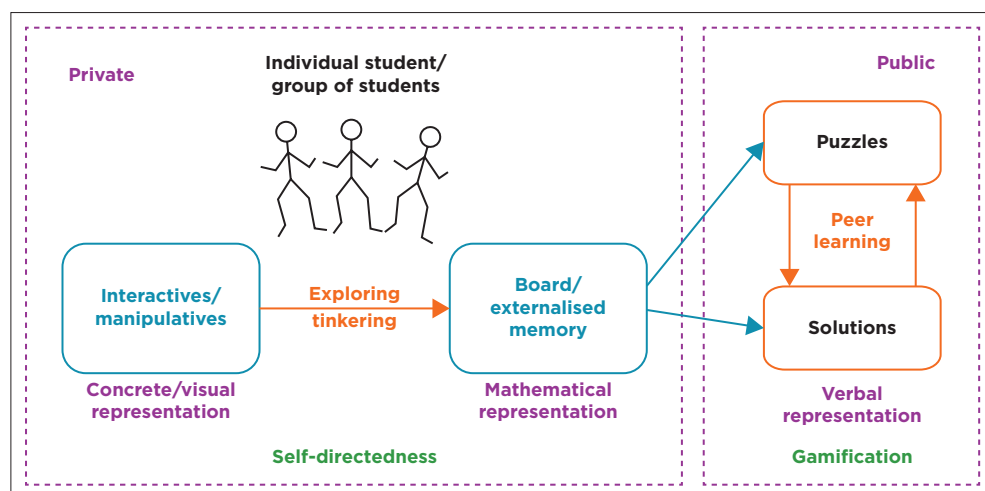 Private
Individual student/
group of students
Public
Puzzles
Peer
learning
Interactives/
manipulatives
Exploring
tinkering
Board/
externalised
memory
Solutions
Concrete/visual
representation
Mathematical
representation
Verbal
representation
Self-directedness
Gamification